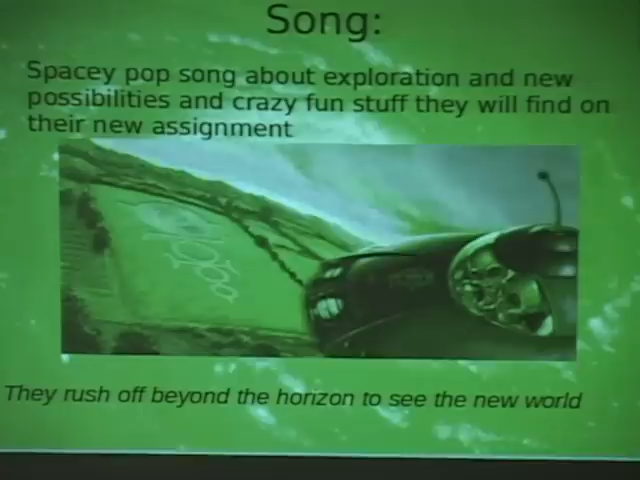 Song:
Spacey pop song about exploration and new
possibilities and crazy fun stuff they will find on
their new assignment
They rush off beyond the horizon to see the new world